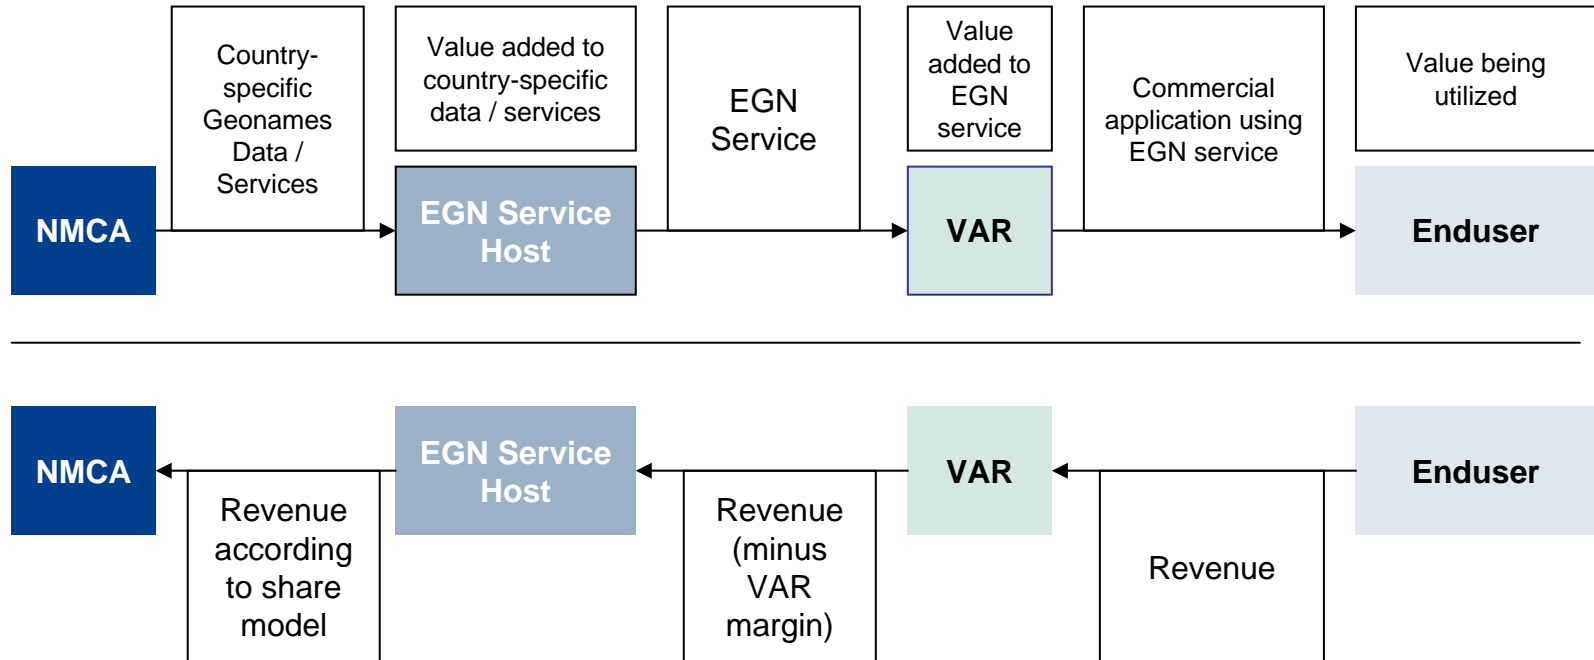 Country-
specific
Geonames
Data /
Services
Value added to
country-specific
data / services
EGN
Service
Value
added to
EGN
service
Commercial
application using
EGN service
Value being
utilized
NMCA
EGN Service
Host
VAR
Enduser
NMCA
EGN Service
Host
VAR
Enduser
Revenue
according
to share
model
Revenue
(minus
VAR
margin)
Revenue